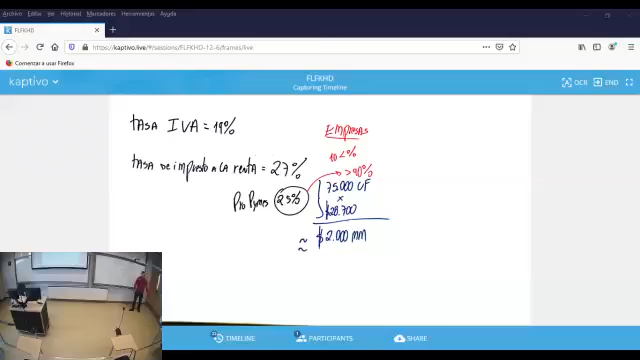 Archivo Editar Ver Historial Marcadores Herramientas Ayuda
FLFKHD
https://kaptivo.live/#/sessions/FLFKHD-12-6/frames/live
Comenzar a usar Firefox
kaptivo
FLFKHD
Capturing Timeline
OCR
END
TASA IVA = 19%
EMPRESAS
TASA DE IMPUESTO A LA RENTA = 27%
> 90%
PRO PYMES 25%
75.000 UF
x
$28.700
≈ $2.000 MM
TIMELINE
PARTICIPANTS
SHARE